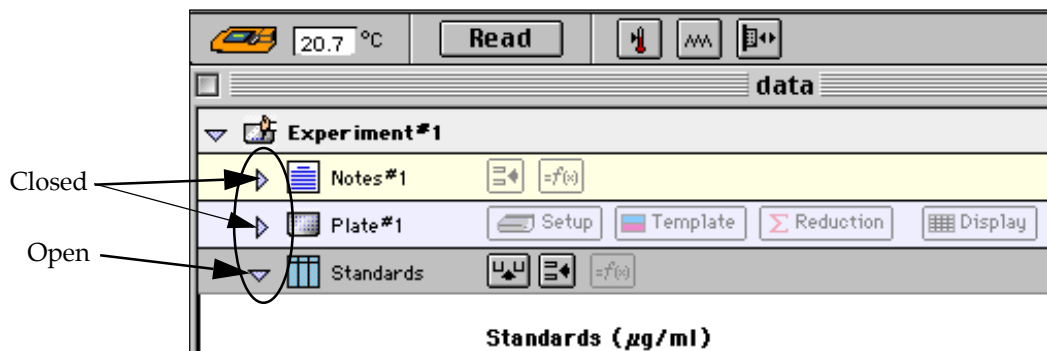 20.7 °C Read
data
Experiment#1
Closed
Notes#1 =f(x)
Plate#1 Setup Template Σ Reduction Display
Open
Standards =f(x)
Standards (µg/ml)